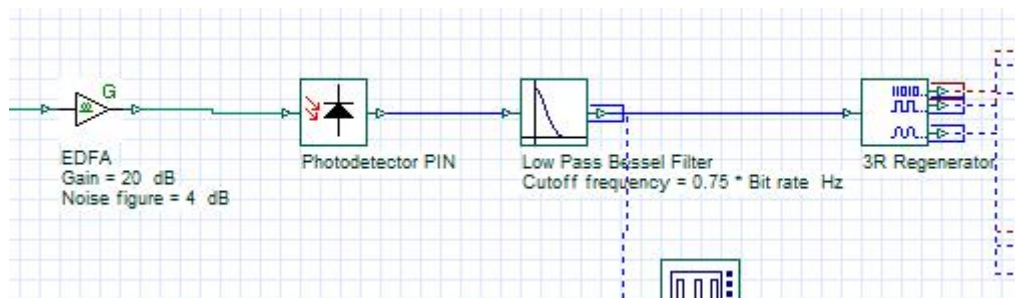 G
EDFA
Gain = 20 dB
Noise figure = 4 dB
Photodetector PIN
Low Pass Bessel Filter
Cutoff frequency = 0.75 * Bit rate Hz
11010..
3R Regenerator